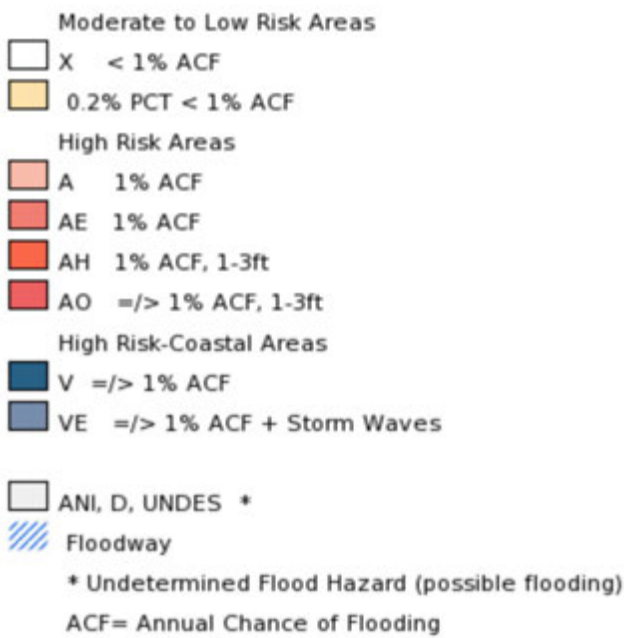 Moderate to Low Risk Areas
X < 1% ACF
0.2% PCT < 1% ACF
High Risk Areas
A 1% ACF
AE 1% ACF
AH 1% ACF, 1-3ft
AO =/> 1% ACF, 1-3ft
High Risk-Coastal Areas
V =/> 1% ACF
VE =/> 1% ACF + Storm Waves
ANI, D, UNDES *
Floodway
* Undetermined Flood Hazard (possible flooding)
ACF= Annual Chance of Flooding